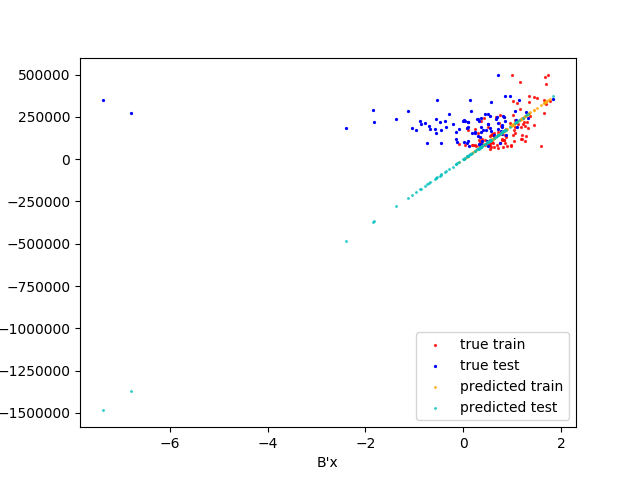 500000
250000
0
−250000
−500000
−750000
−1000000
−1250000
−1500000
−6
−4
−2
0
2
B'x
true train
true test
predicted train
predicted test